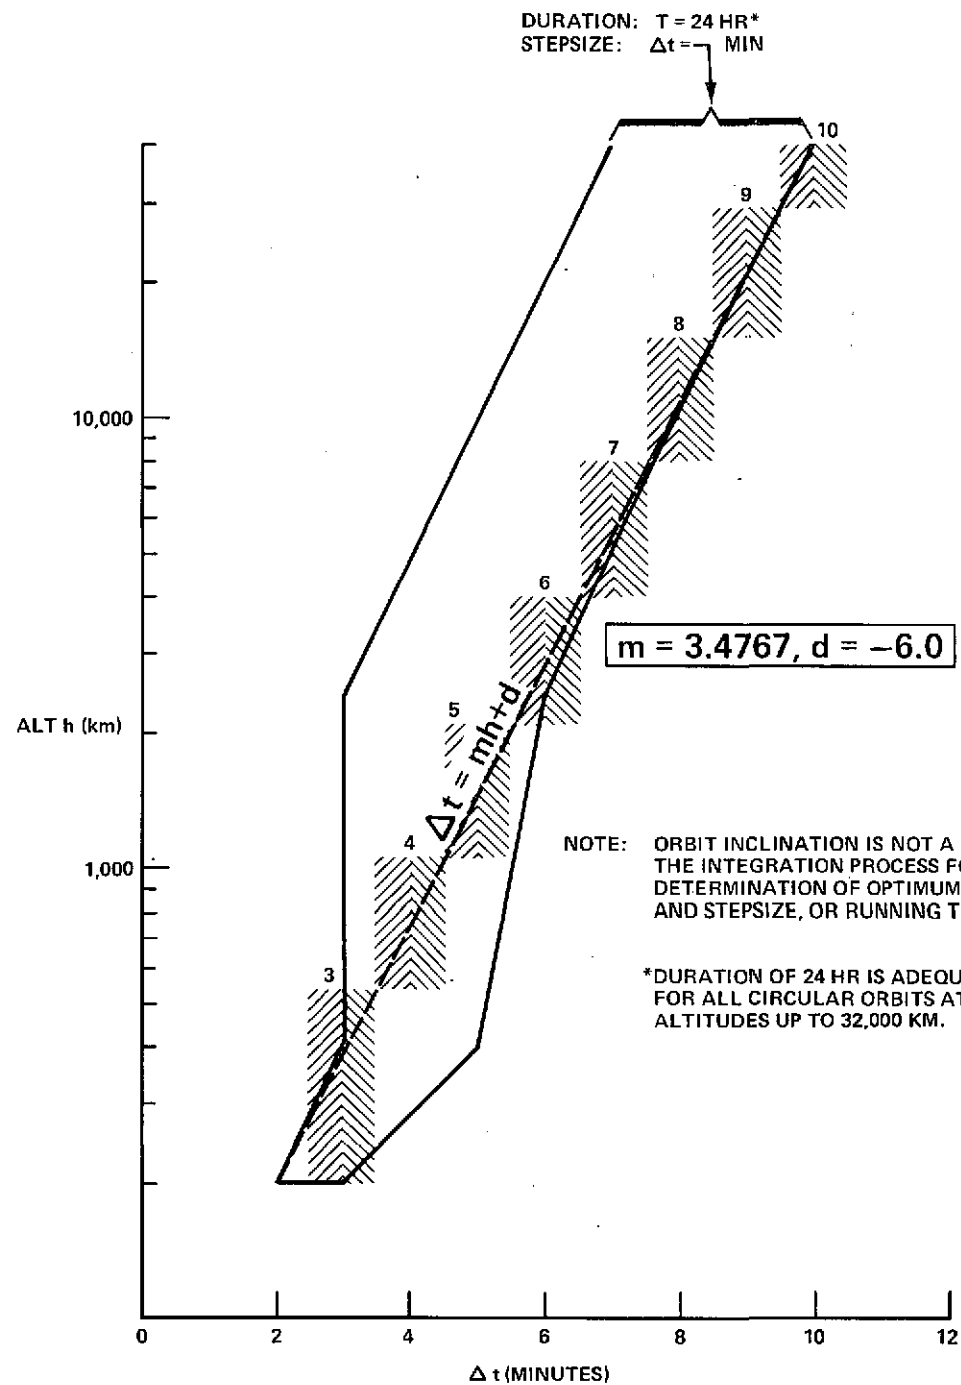 DURATION: T = 24 HR*
STEPSIZE: Δt = MIN
10
9
8
7
6
5
4
3
10,000
1,000
ALT h (km)
m = 3.4767, d = −6.0
Δt = mh+d
NOTE: ORBIT INCLINATION IS NOT A
THE INTEGRATION PROCESS
DETERMINATION OF OPTIMUM
AND STEPSIZE, OR RUNNING
*DURATION OF 24 HR IS
FOR ALL CIRCULAR ORBITS
ALTITUDES UP TO 32,000 KM.
0 2 4 6 8 10 12
Δt (MINUTES)